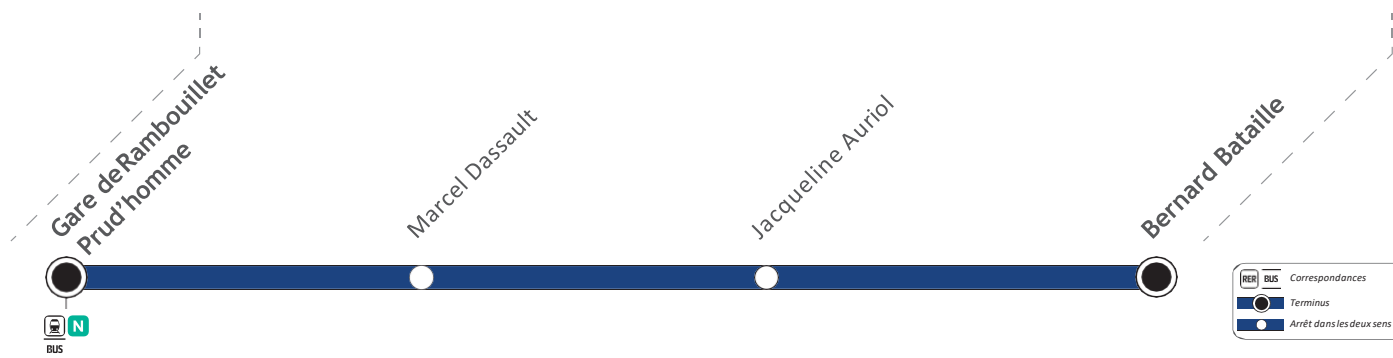 Gare de Rambouillet
Prud'homme
Marcel Dassault
Jacqueline Auriol
Bernard Bataille
N
BUS
RER BUS Correspondances
Terminus
Arrêt dans les deux sens